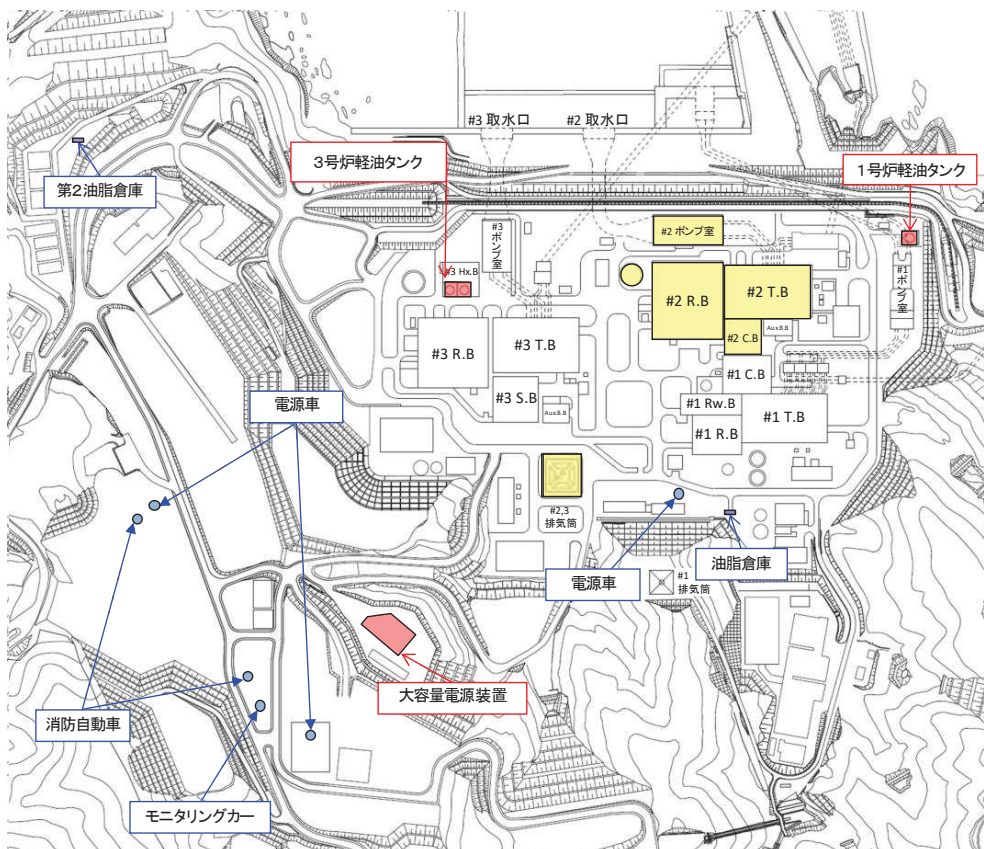 #3 取水口
#2 取水口
3号炉軽油タンク
1号炉軽油タンク
第2油脂倉庫
#3
ポンプ室
#2 ポンプ室
#3 Hx.B
#1
ポンプ室
#2 R.B
#2 T.B
#2 C.B
Aux.B.B
#3 R.B
#3 T.B
#1 C.B
#3 S.B
Aux.B.B
#1 Rw.B
#1 T.B
#1 R.B
電源車
#2,3
排気筒
油脂倉庫
電源車
#1
排気筒
大容量電源装置
消防自動車
モニタリングカー